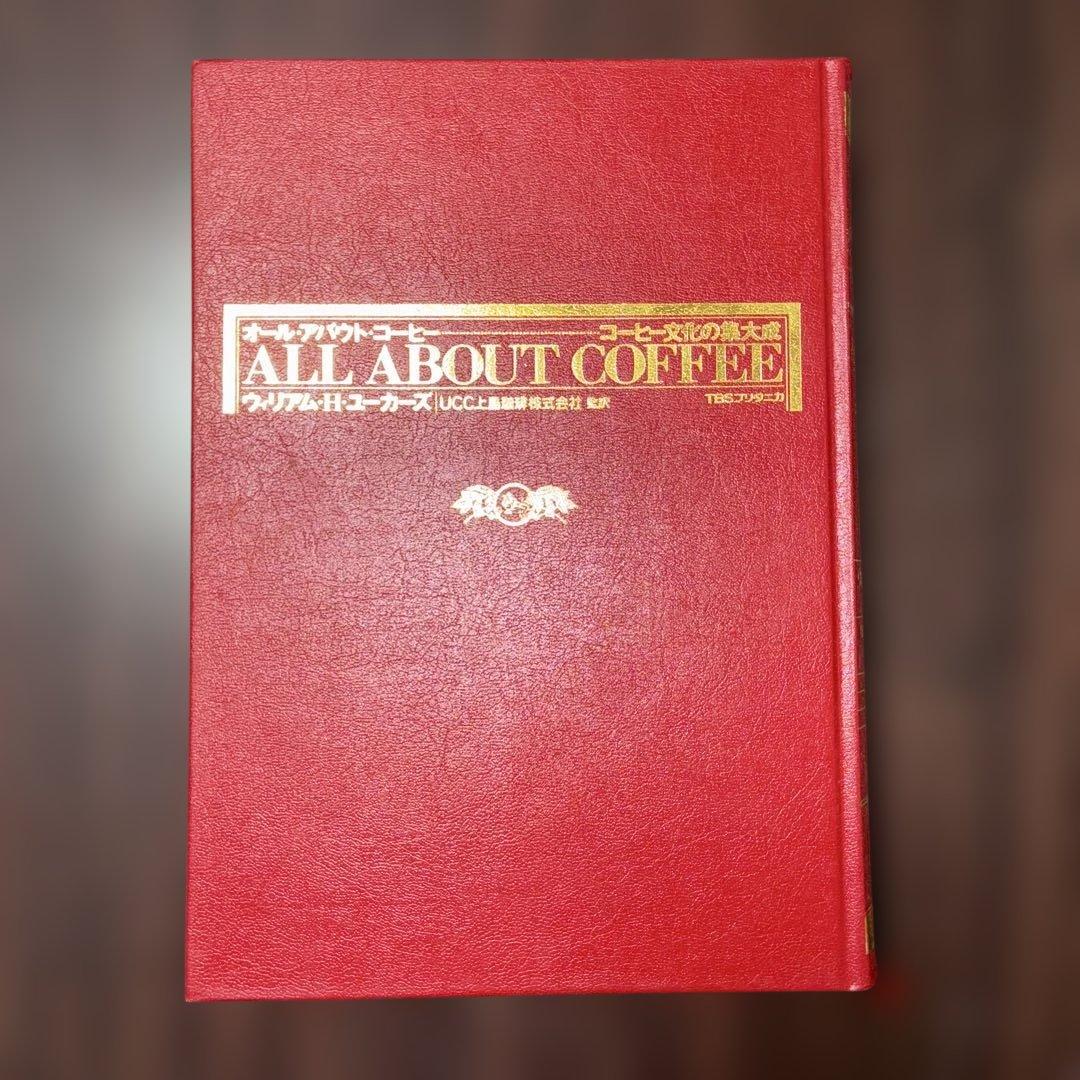 オール・アバウト・コーヒー コーヒー文化の集大成
ALL ABOUT COFFEE
ウィリアム・H・ユーカーズ UCC上島珈琲株式会社 監訳 TBSブリタニカ